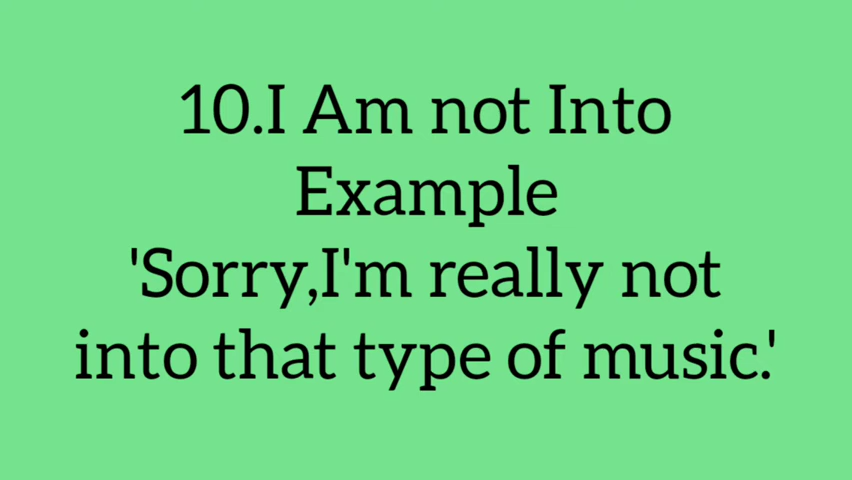 10.I Am not Into
Example
'Sorry,I'm really not
into that type of music.'